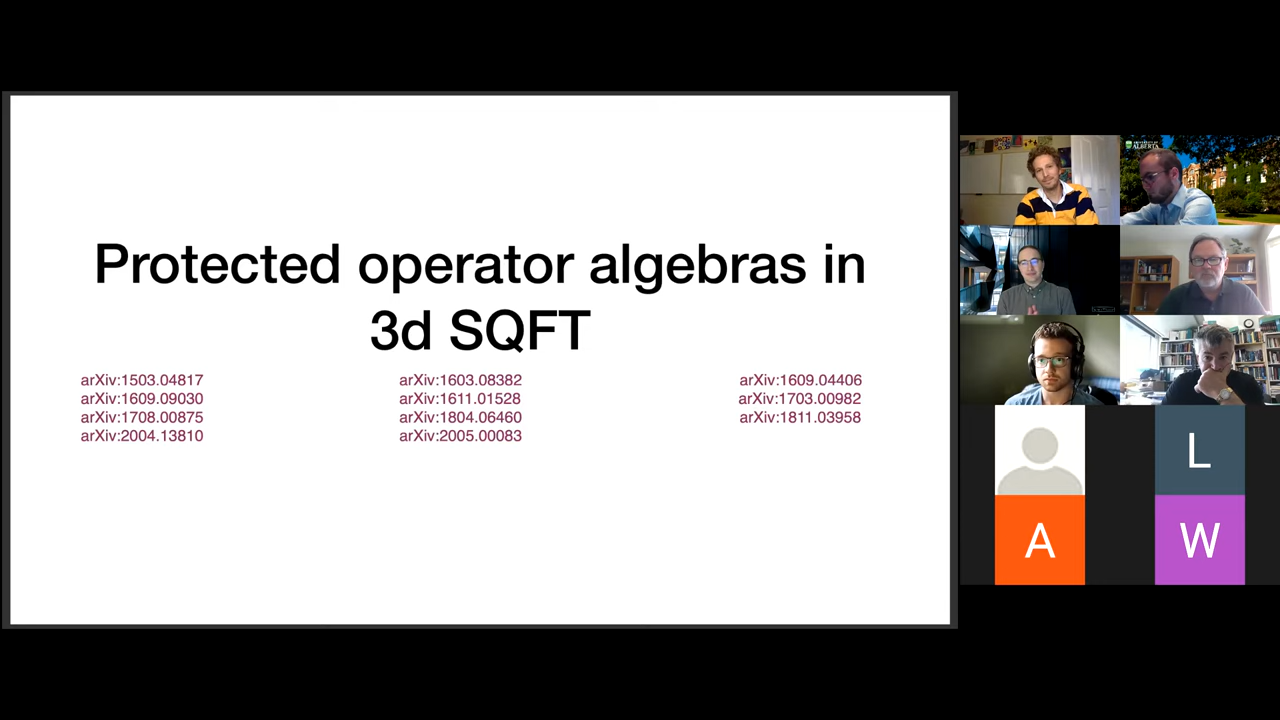 Protected operator algebras in
3d SQFT
arXiv:1503.04817
arXiv:1609.09030
arXiv:1708.00875
arXiv:2004.13810
arXiv:1603.08382
arXiv:1611.01528
arXiv:1804.06460
arXiv:2005.00083
arXiv:1609.04406
arXiv:1703.00982
arXiv:1811.03958
ALBERTA
L
A
W